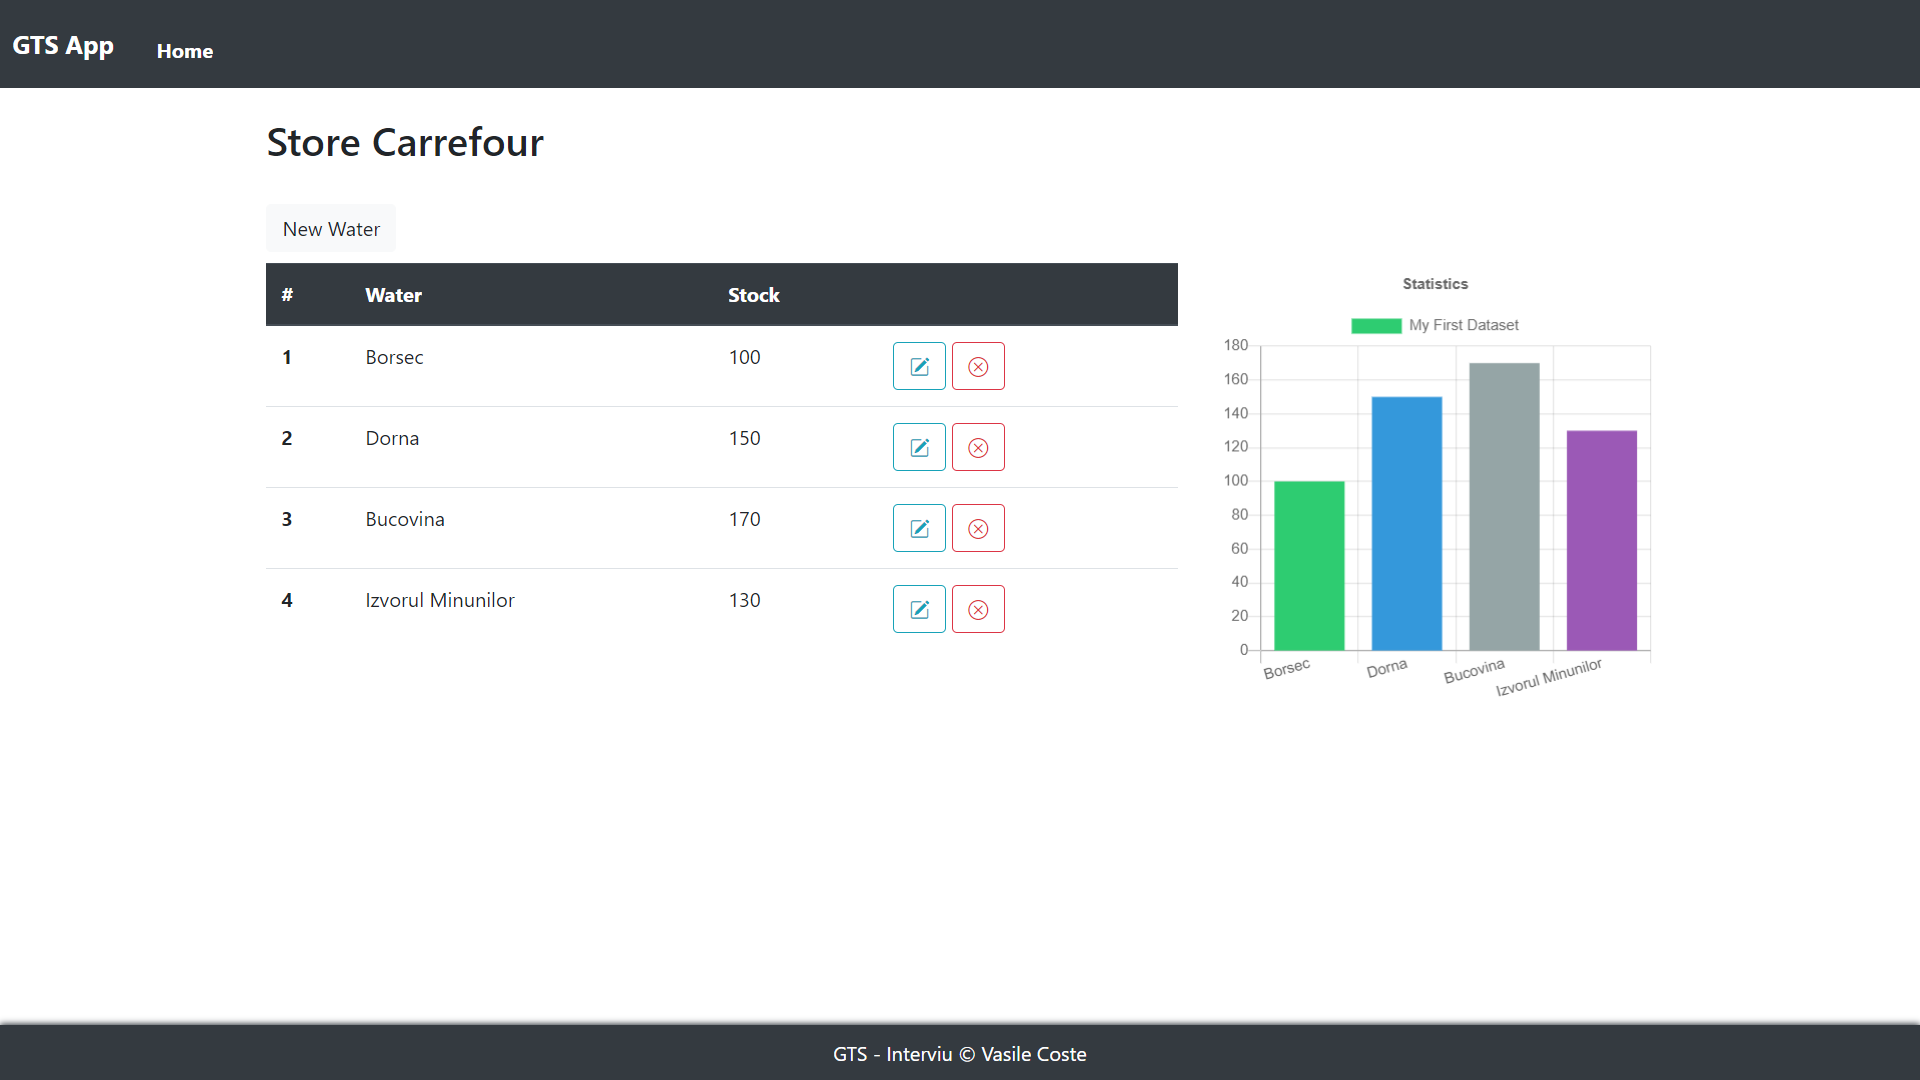 GTS App Home
Store Carrefour
New Water
# Water Stock
1 Borsec 100
2 Dorna 150
3 Bucovina 170
4 Izvorul Minunilor 130
Statistics
My First Dataset
180
160
140
120
100
80
60
40
20
0
Borsec Dorna Bucovina Izvorul Minunilor
GTS - Interviu © Vasile Coste